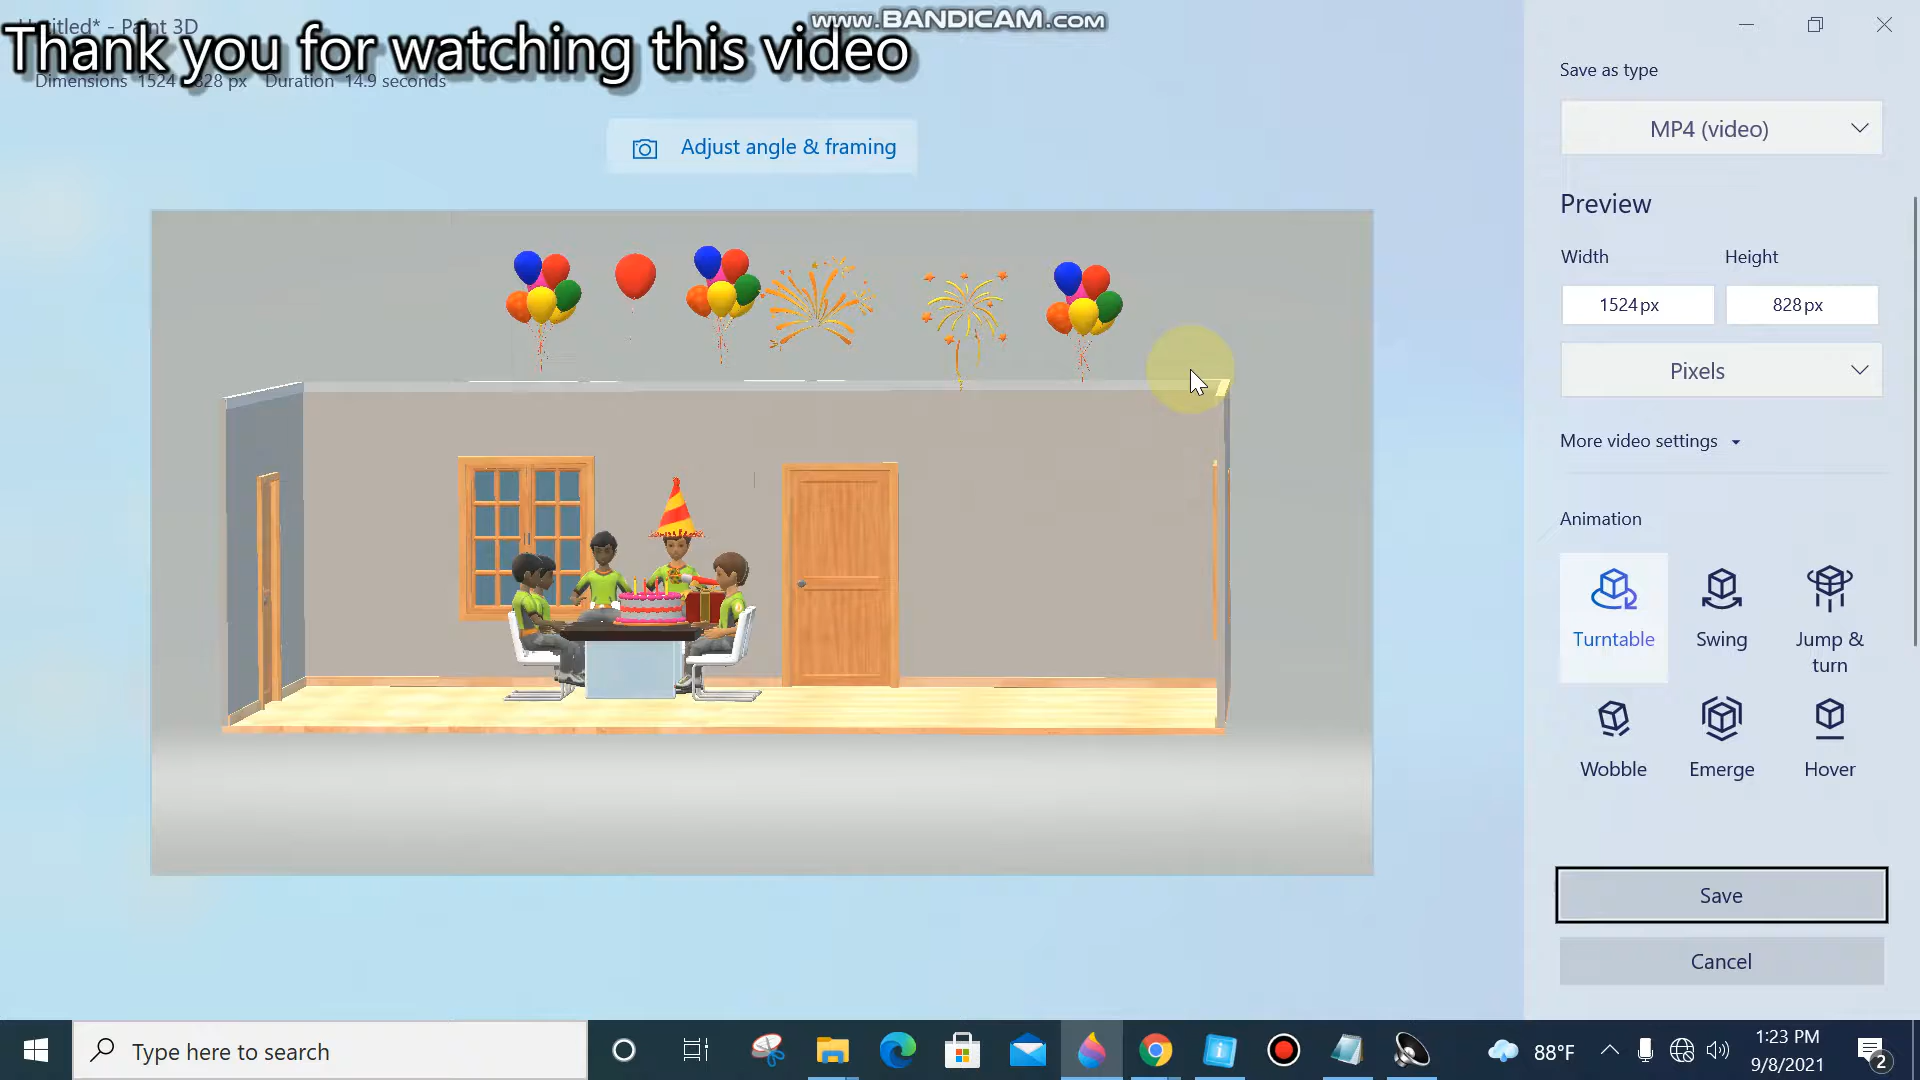 Untitled* - Paint 3D
www.BANDICAM.com
Thank you for watching this video
Dimensions 1524 828 px Duration 14.9 seconds
Adjust angle & framing
Save as type
MP4 (video)
Preview
Width Height
1524 px 828 px
Pixels
More video settings
Animation
Turntable Swing Jump & turn
Wobble Emerge Hover
Save
Cancel
Type here to search
88°F
1:23 PM
9/8/2021
2